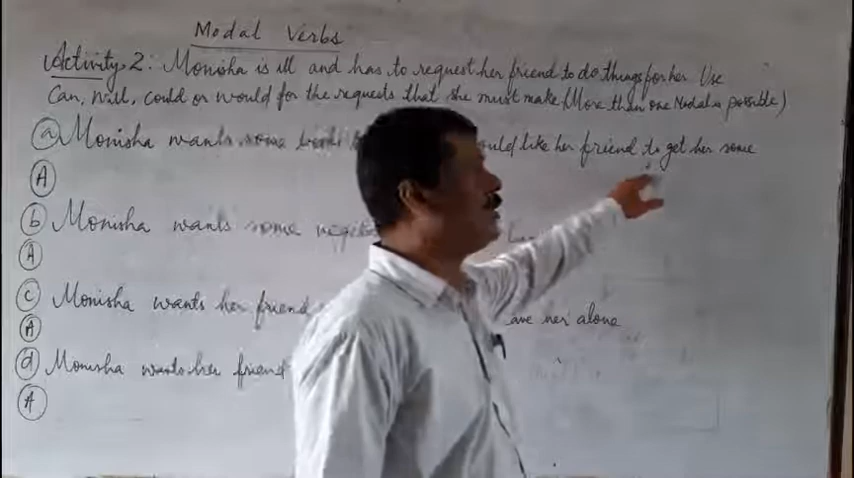 Modal Verbs
Activity 2: Monisha is ill and has to request her friend to do things for her Use
Can, will, could or would for the requests that she must make (More than one Modal is possible)
(a) Monisha wants some ould like her friend to get her some
(A)
(b) Monisha wants some
(A)
(c) Monisha wants her friend her alone
(A)
(d) Monisha wants her friend
(A)